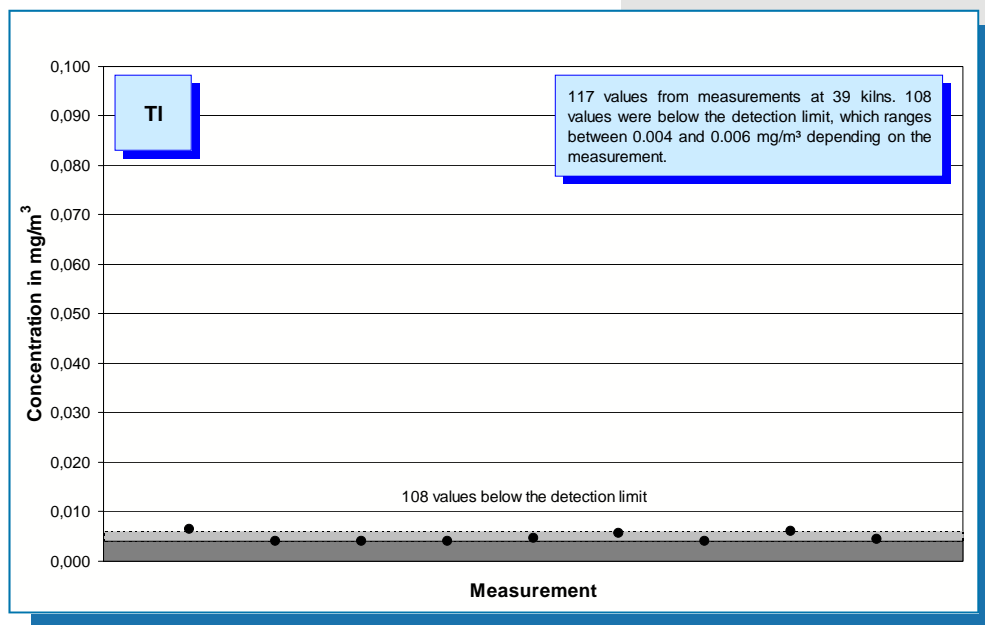 Tl
117 values from measurements at 39 kilns. 108
values were below the detection limit, which ranges
between 0.004 and 0.006 mg/m³ depending on the
measurement.
Concentration in mg/m³
0,100
0,090
0,080
0,070
0,060
0,050
0,040
0,030
0,020
0,010
0,000
108 values below the detection limit
Measurement